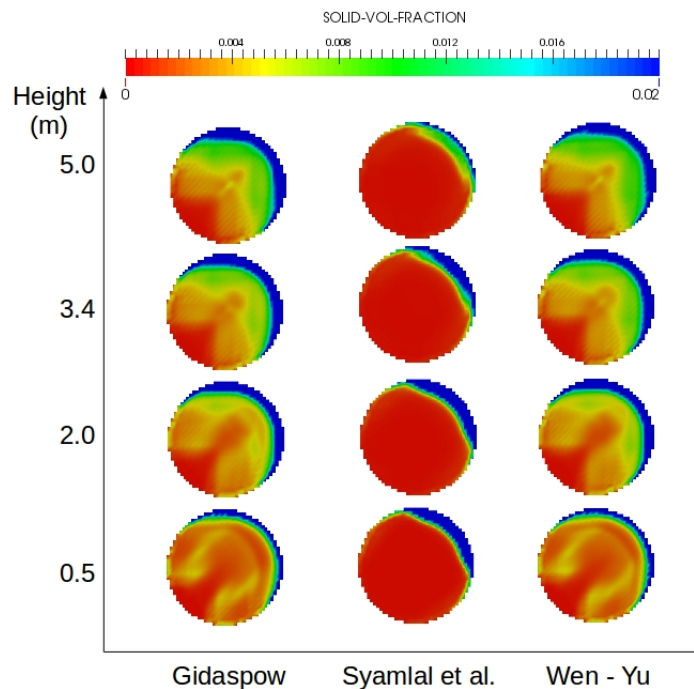 SOLID-VOL-FRACTION
0.004 0.008 0.012 0.016
0 0.02
Height
(m)
5.0
3.4
2.0
0.5
Gidaspow Syamlal et al. Wen - Yu